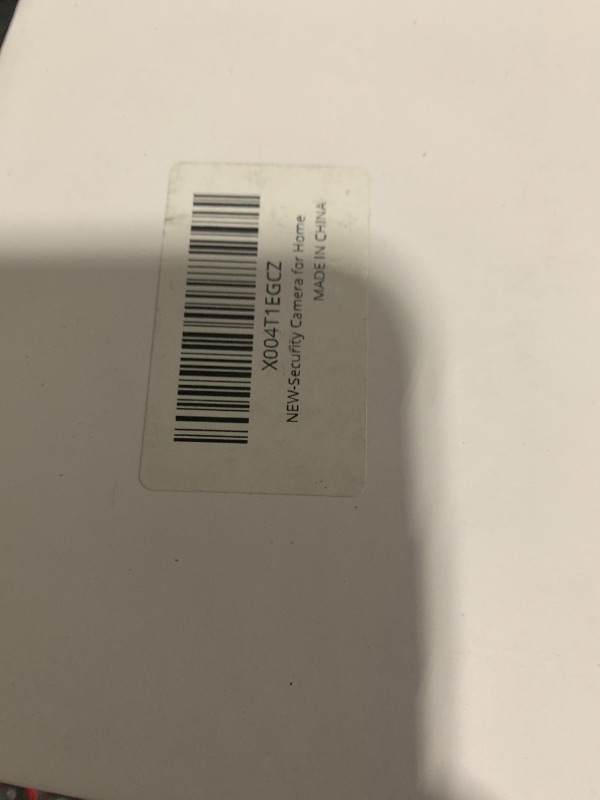 X004T1EGCZ
NEW-Security Camera for Home
MADE IN CHINA